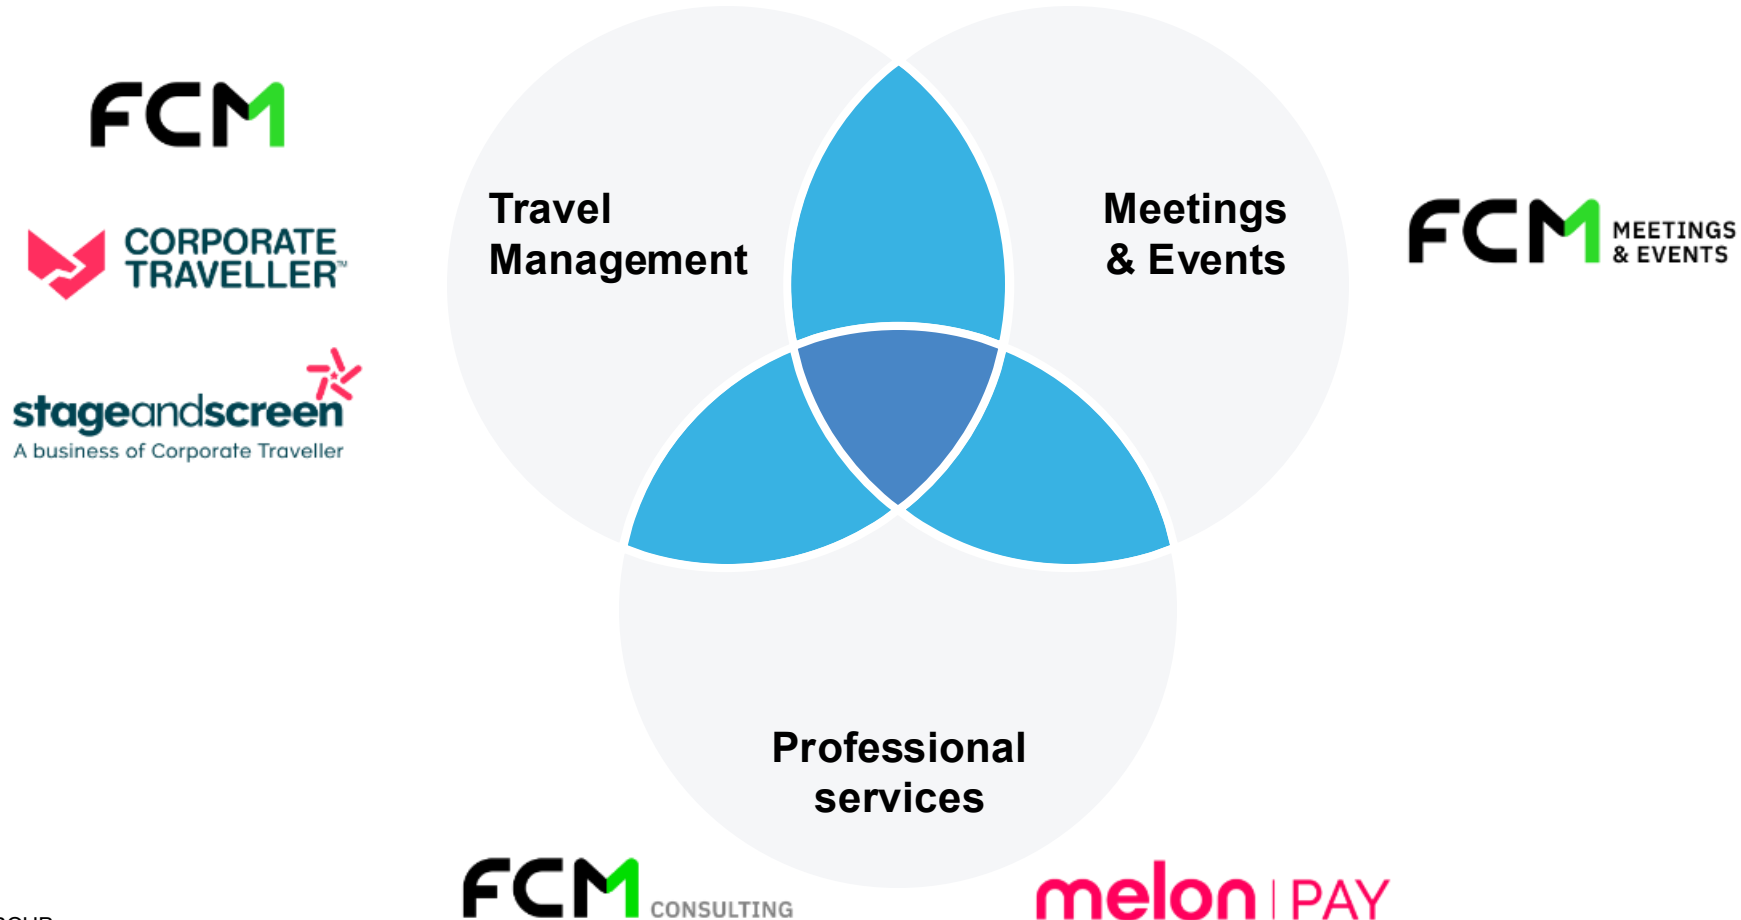 FCM
CORPORATE
TRAVELLER™
stageandscreen
A business of Corporate Traveller
Travel
Management
Meetings
& Events
FCM MEETINGS
& EVENTS
Professional
services
FCM CONSULTING
melon | PAY